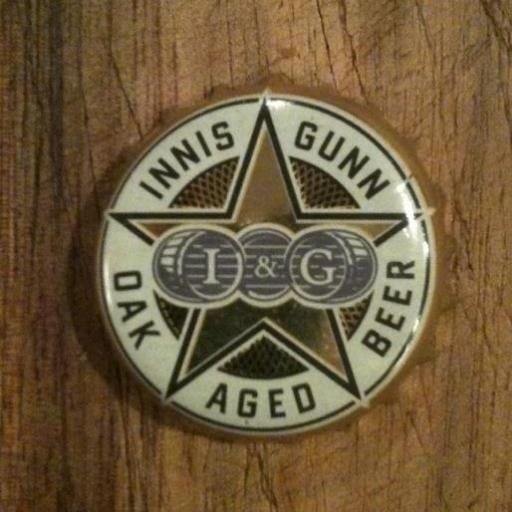 INNIS
GUNN
OAK
AGED
BEER
I & G